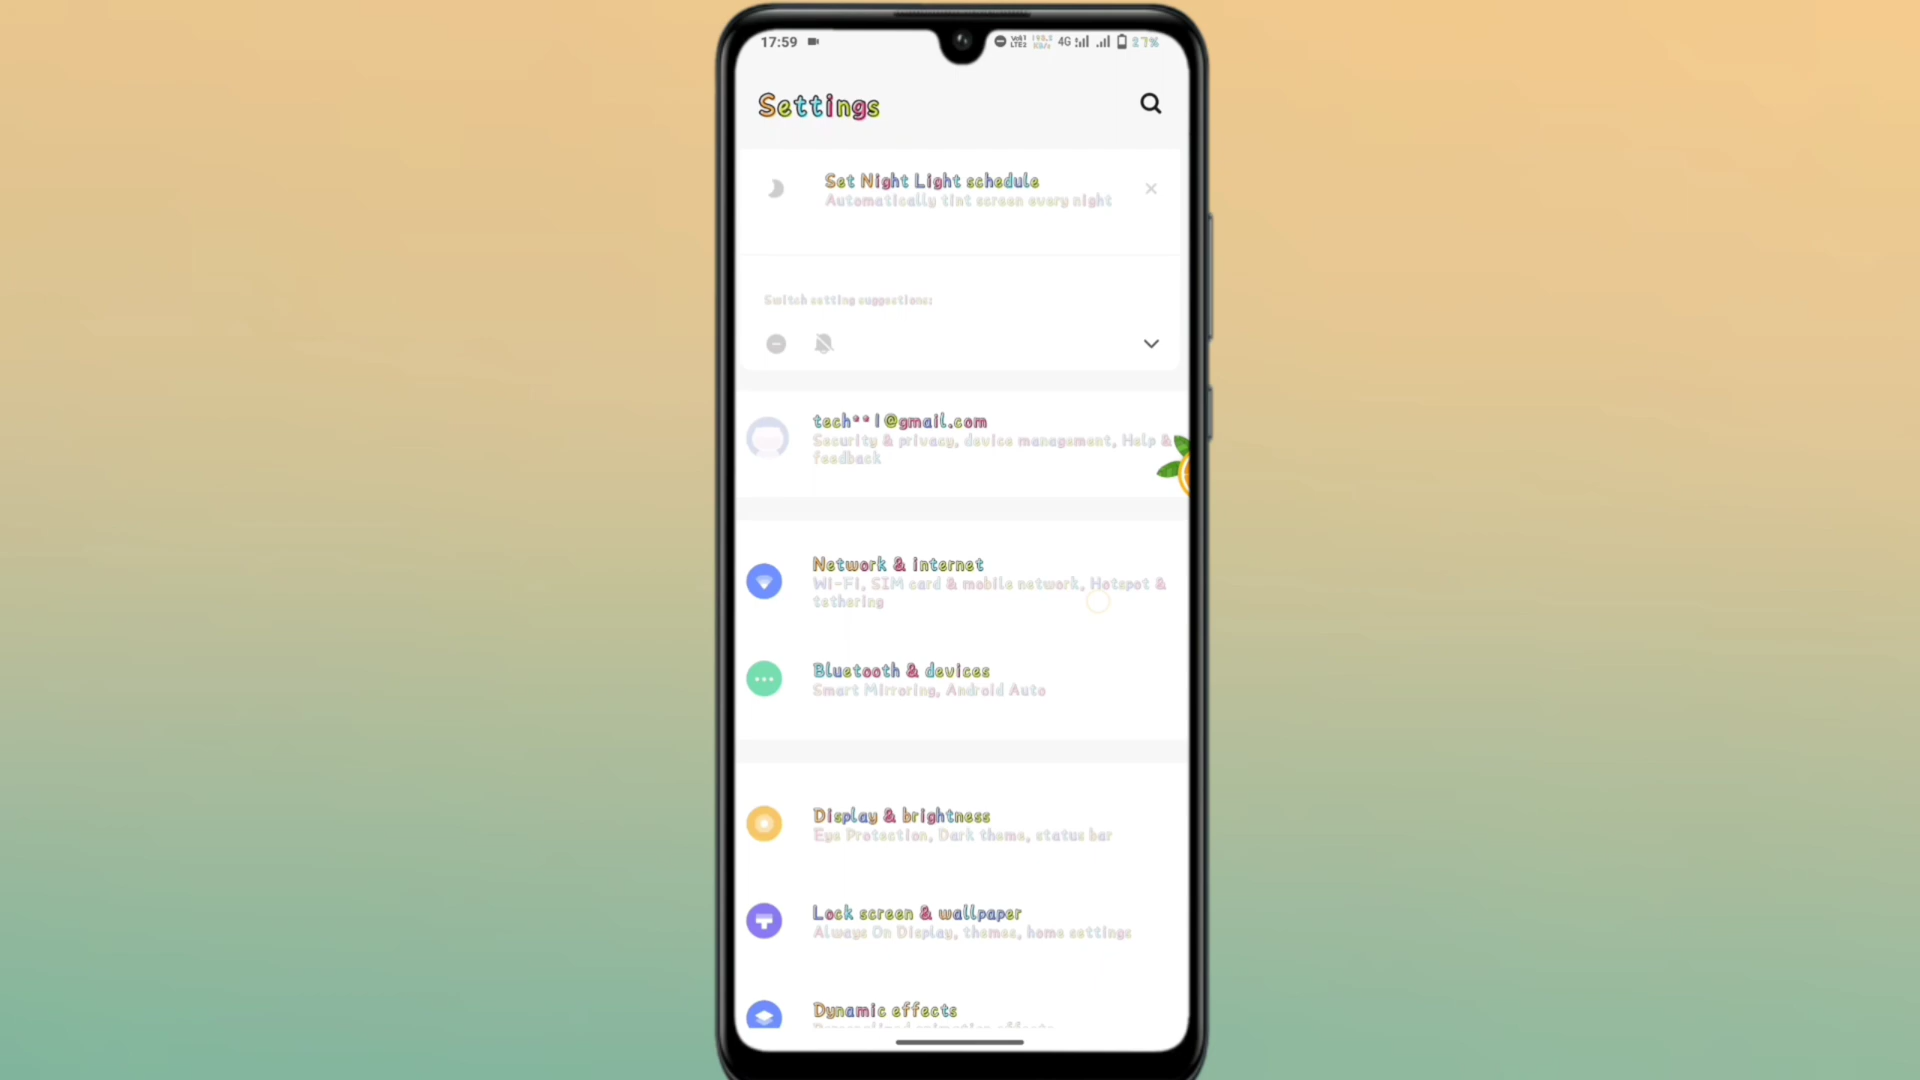 17:59
4G 27%
Settings
Set Night Light schedule
Automatically tint screen every night
Switch setting suggestions:
tech**1@gmail.com
Security & privacy, device management, Help &
feedback
Network & internet
Wi-Fi, SIM card & mobile network, Hotspot &
tethering
Bluetooth & devices
Smart Mirroring, Android Auto
Display & brightness
Eye Protection, Dark theme, status bar
Lock screen & wallpaper
Always On Display, themes, home settings
Dynamic effects